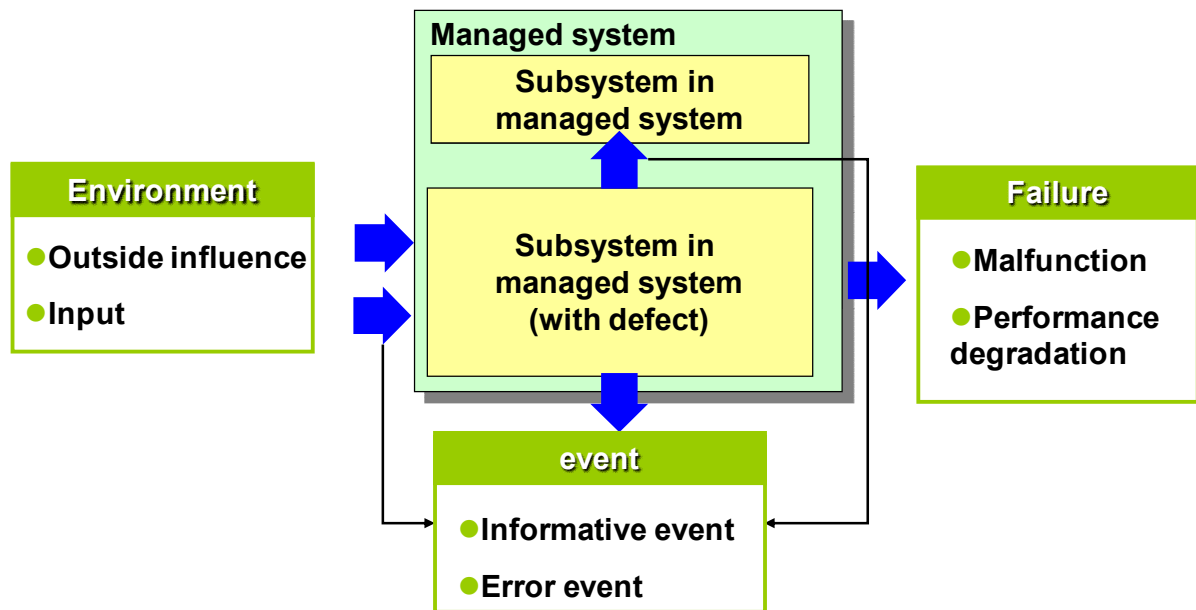 Managed system
Subsystem in
managed system
Environment
●Outside influence
●Input
Subsystem in
managed system
(with defect)
Failure
●Malfunction
●Performance
degradation
event
●Informative event
●Error event